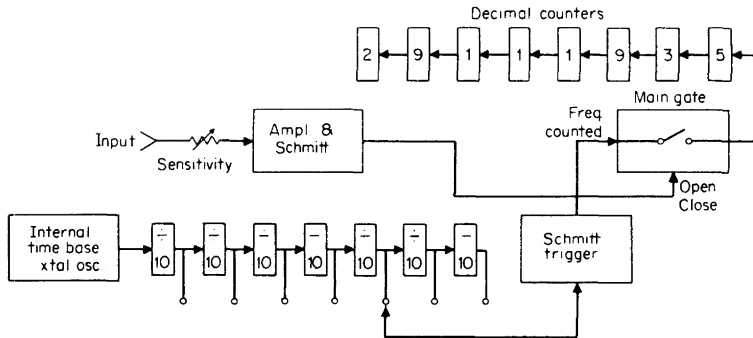 Decimal counters
2 9 1 1 1 9 3 5
Main gate
Freq
counted
Input
Sensitivity
Ampl. &
Schmitt
Open
Close
Internal
time base
xtal osc
÷ ÷ ÷ ÷ ÷ ÷ ÷
10 10 10 10 10 10 10
Schmitt
trigger